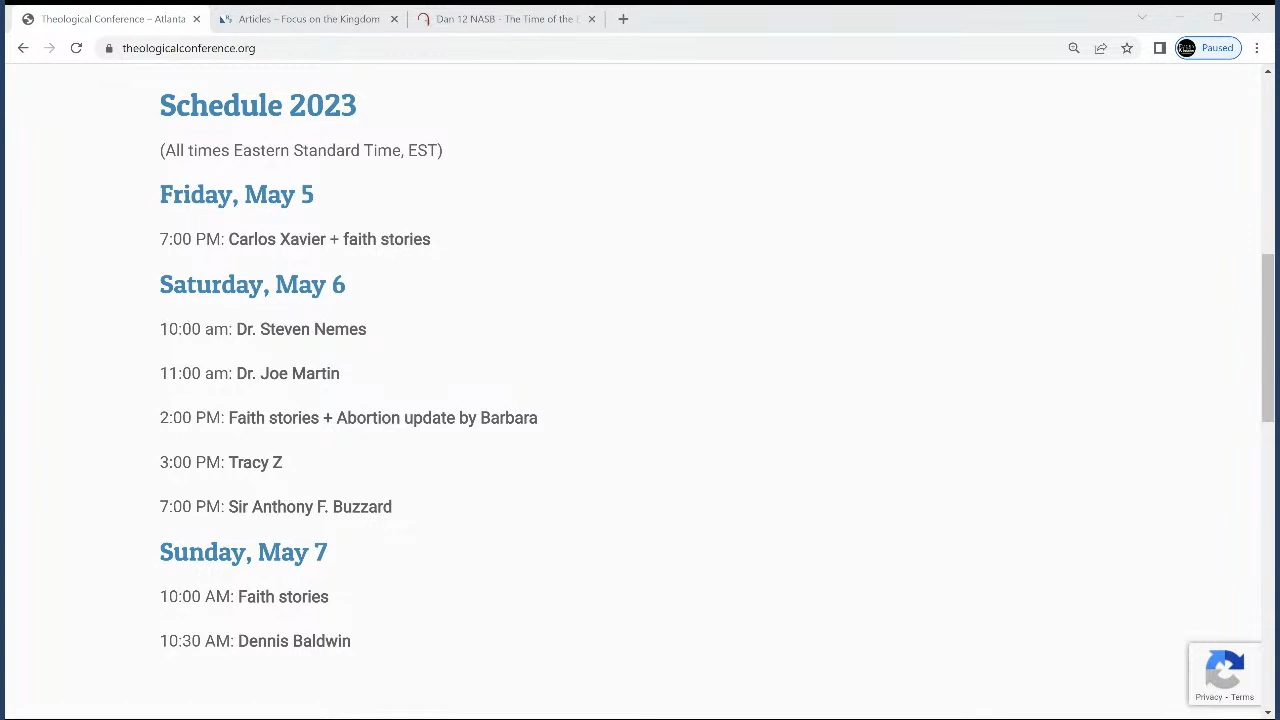 Theological Conference – Atlanta
Articles – Focus on the Kingdom
Dan 12 NASB - The Time of the E
theologicalconference.org
Paused
Schedule 2023
(All times Eastern Standard Time, EST)
Friday, May 5
7:00 PM: Carlos Xavier + faith stories
Saturday, May 6
10:00 am: Dr. Steven Nemes
11:00 am: Dr. Joe Martin
2:00 PM: Faith stories + Abortion update by Barbara
3:00 PM: Tracy Z
7:00 PM: Sir Anthony F. Buzzard
Sunday, May 7
10:00 AM: Faith stories
10:30 AM: Dennis Baldwin
Privacy - Terms